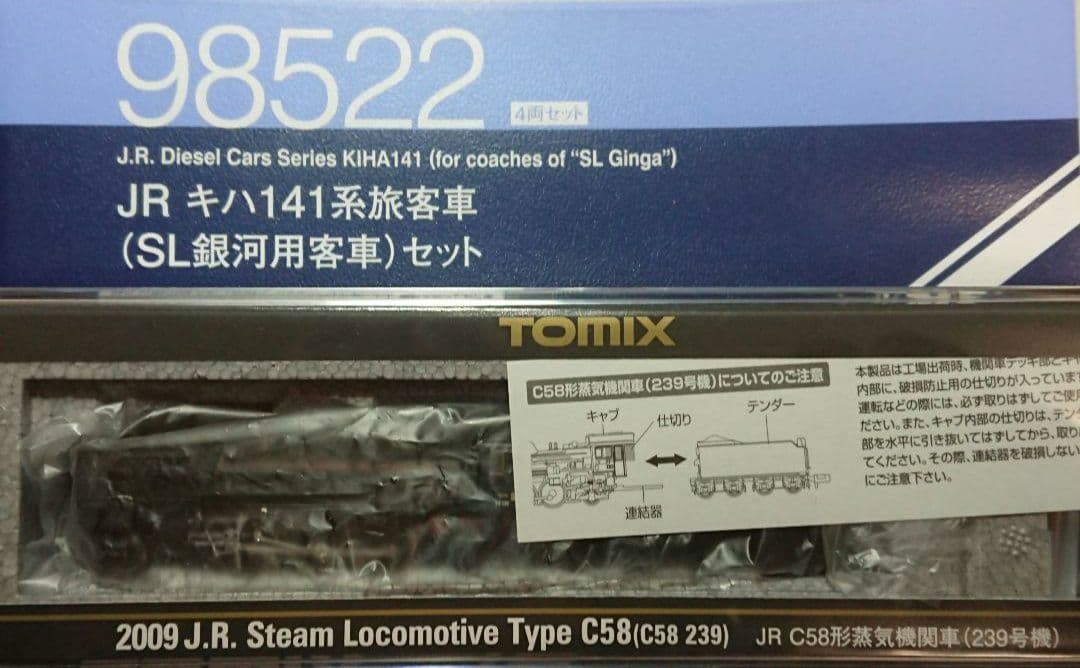 98522 4両セット
J.R. Diesel Cars Series KIHA141 (for coaches of "SL Ginga")
JR キハ141系旅客車
(SL銀河用客車)セット
TOMIX
C58形蒸気機関車(239号機)についてのご注意
キャブ
仕切り
テンダー
連結器
本製品は工場出荷時、機関車デッキ部とキャ
内部に、破損防止用の仕切りが入っています
運転などの際には、必ず取りはずしてご使
ださい。また、キャブ内部の仕切りは、テン
部を水平に引き抜いてはずしてから、取り
てください。その際、連結器を破損しない
にご注意下さい。
2009 J.R. Steam Locomotive Type C58(C58 239) JR C58形蒸気機関車(239号機)